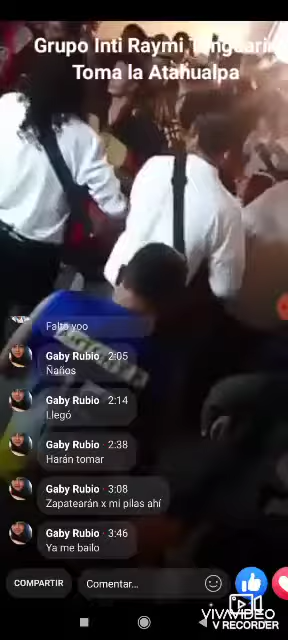 Grupo Inti Raymi
Toma la Atahualpa
Falto yoo
Gaby Rubio · 2:05
Ñaños
Gaby Rubio · 2:14
Llegó
Gaby Rubio · 2:38
Harán tomar
Gaby Rubio · 3:08
Zapatearán x mi pilas ahí
Gaby Rubio · 3:46
Ya me bailo
COMPARTIR
Comentar...
VIVAVIDEO
V RECORDER